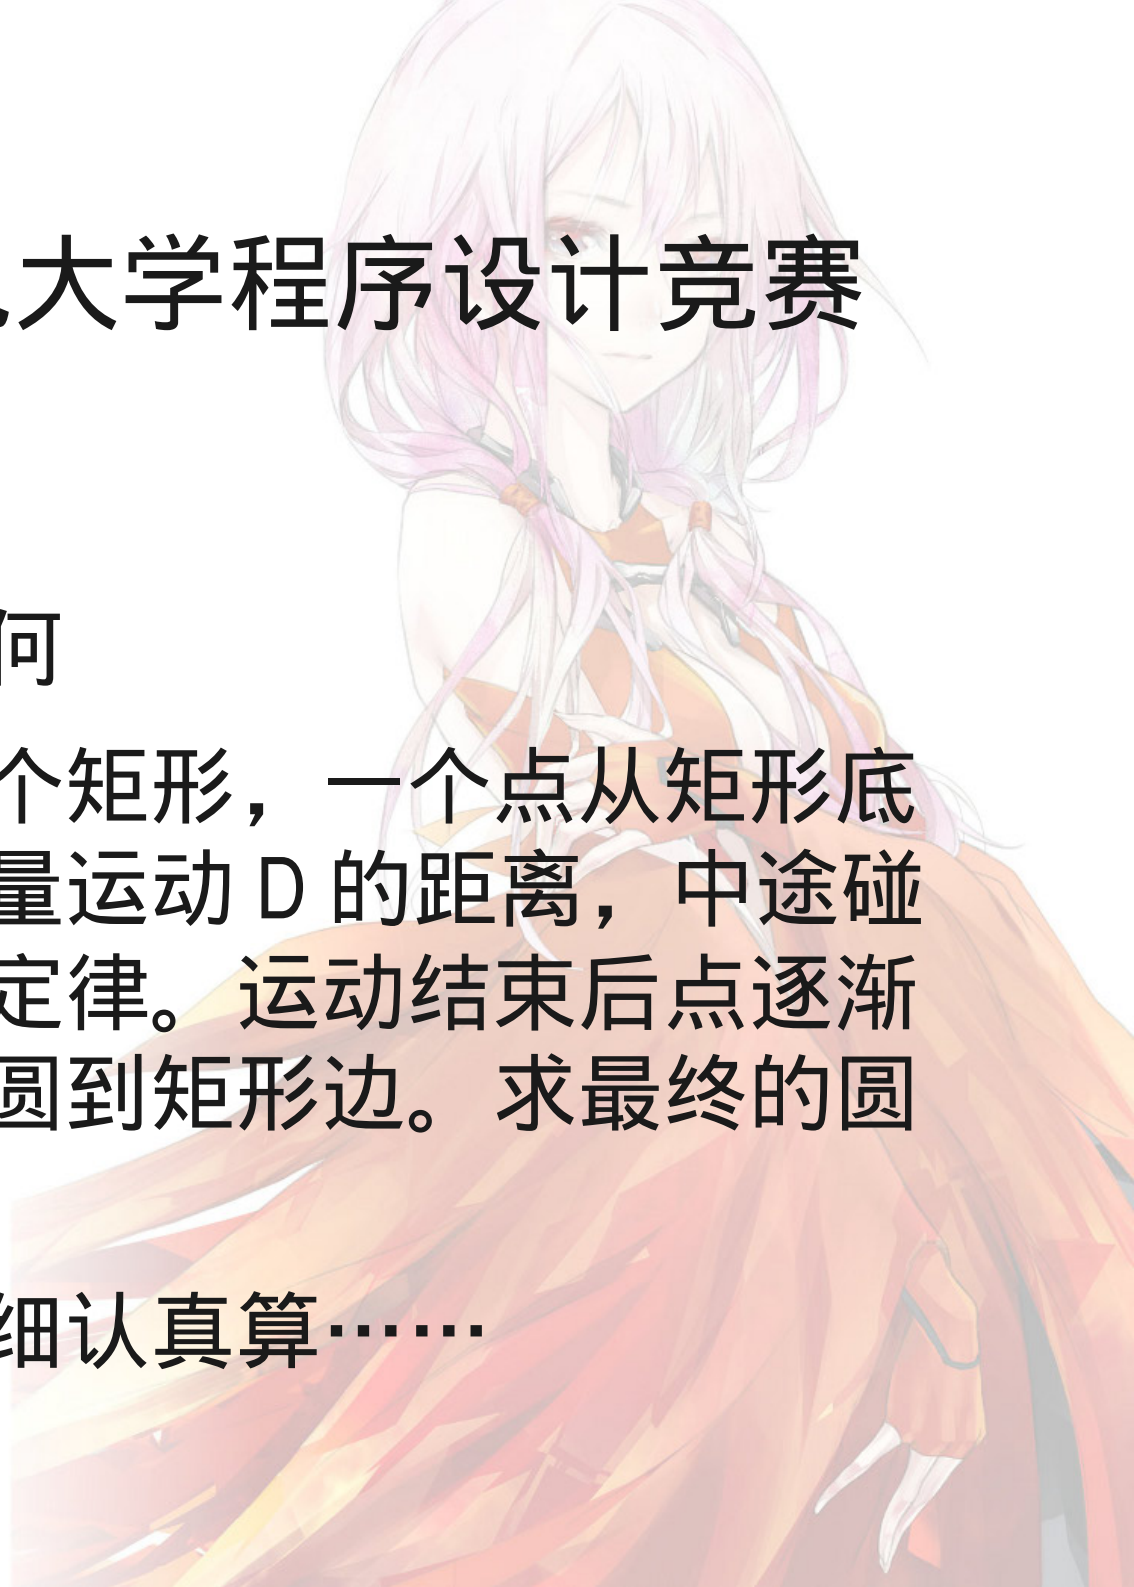 大学程序设计竞赛
何
个矩形，一个点从矩形底
量运动 D 的距离，中途碰
定律。运动结束后点逐渐
圆到矩形边。求最终的圆
细认真算……